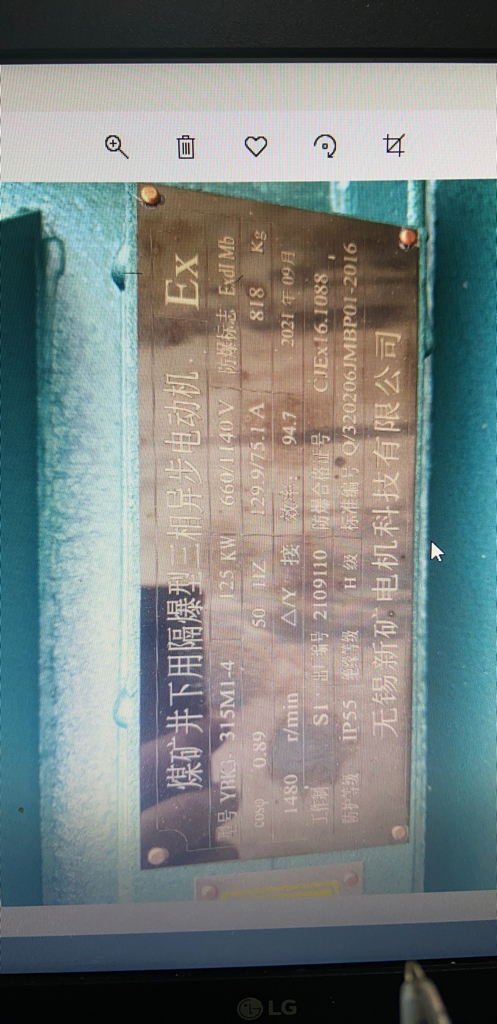 煤矿井下用隔爆型三相异步电动机 Ex
型号 YBK3-315M1-4 125 KW 660/1140 V 防爆标志 ExdI Mb
cosφ 0.89 50 HZ 129.9/75.1 A 818 Kg
1480 r/min △/Y 接 效率 94.7 2021 年 09月
工作制 S1 出厂编号 2109110 防爆合格证号 CJEx16.1088
防护等级 IP55 绝缘等级 H 级 标准编号 Q/320206JMBP01-2016
无锡新矿电机科技有限公司
LG